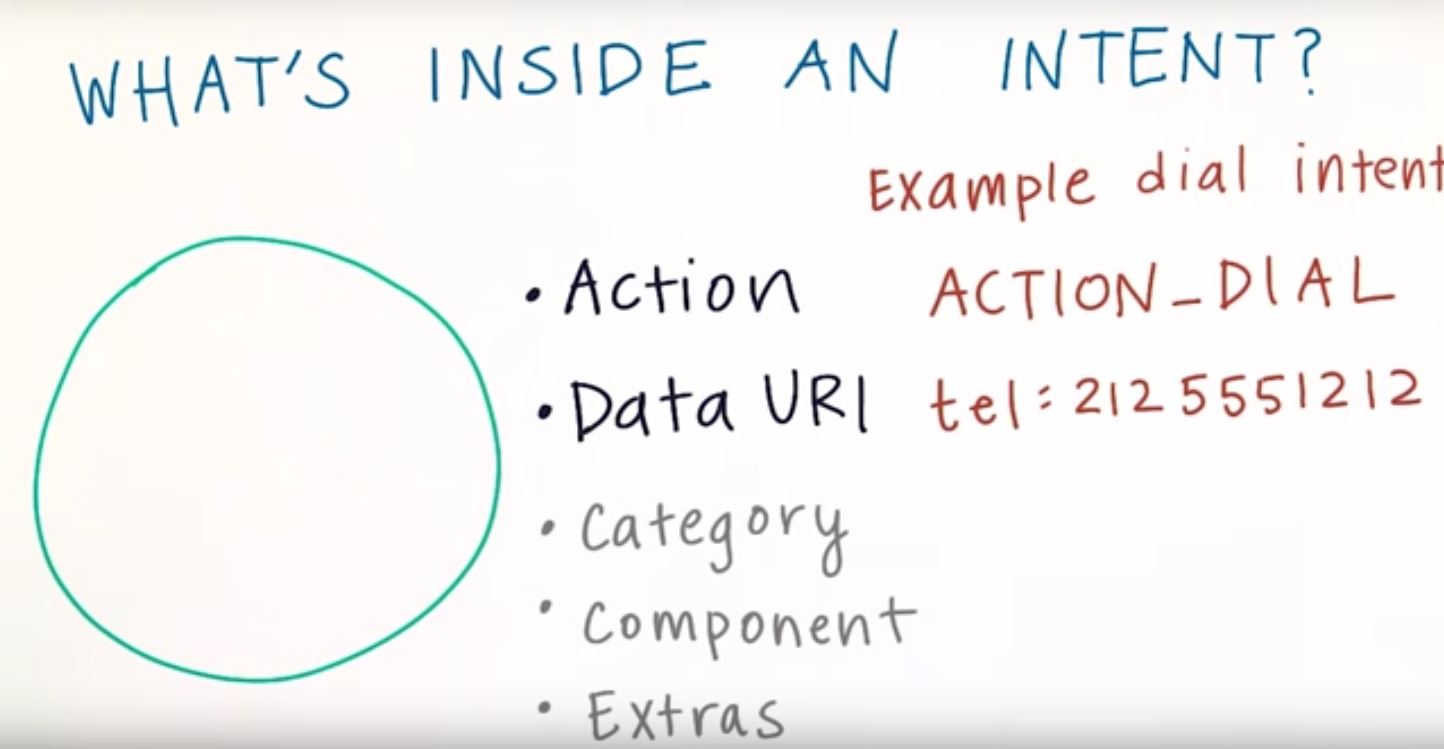 WHAT'S INSIDE AN INTENT?
Example dial intent
• Action ACTION_DIAL
• Data URI tel:2125551212
• Category
• Component
• Extras